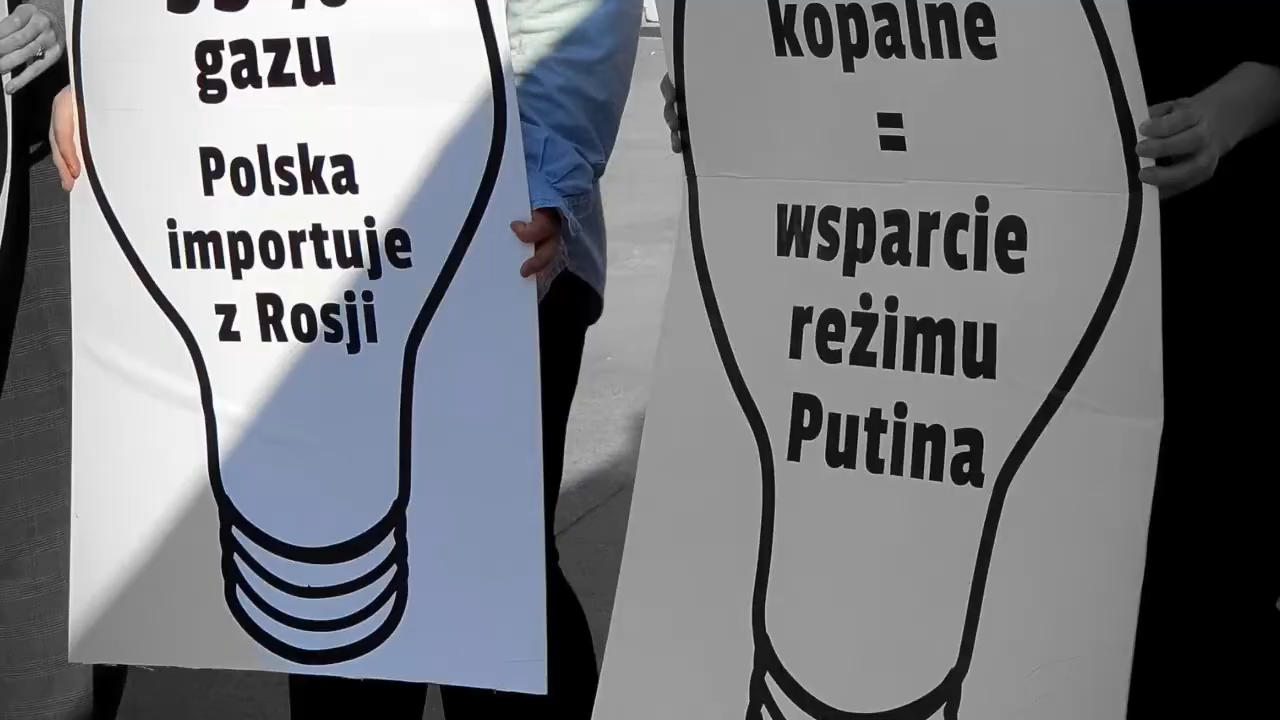 gazu
Polska
importuje
z Rosji
kopalne
=
wsparcie
reżimu
Putina